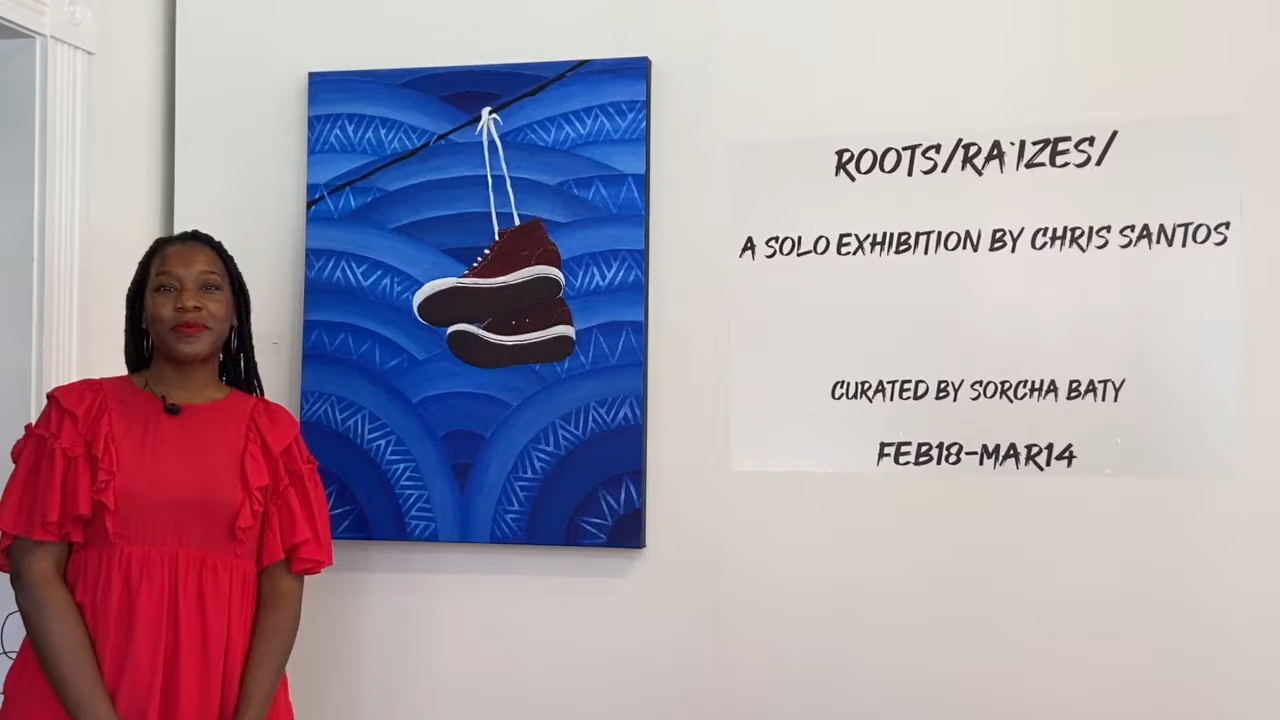 ROOTS/RAÍZES/
A SOLO EXHIBITION BY CHRIS SANTOS
CURATED BY SORCHA BATY
FEB18-MAR14